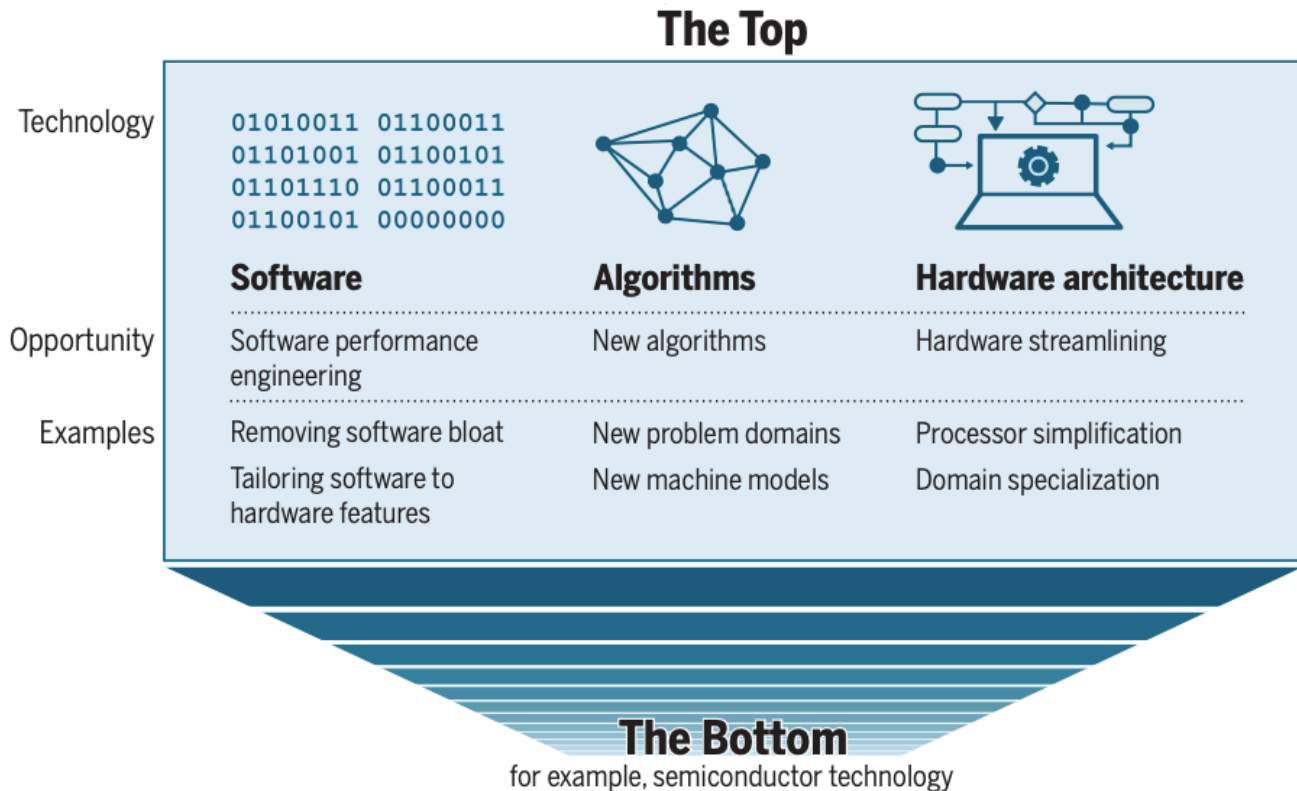 The Top
Technology
01010011 01100011
01101001 01100101
01101110 01100011
01100101 00000000
Software
Algorithms
Hardware architecture
Opportunity
Software performance
engineering
New algorithms
Hardware streamlining
Examples
Removing software bloat
New problem domains
Processor simplification
Tailoring software to
hardware features
New machine models
Domain specialization
The Bottom
for example, semiconductor technology